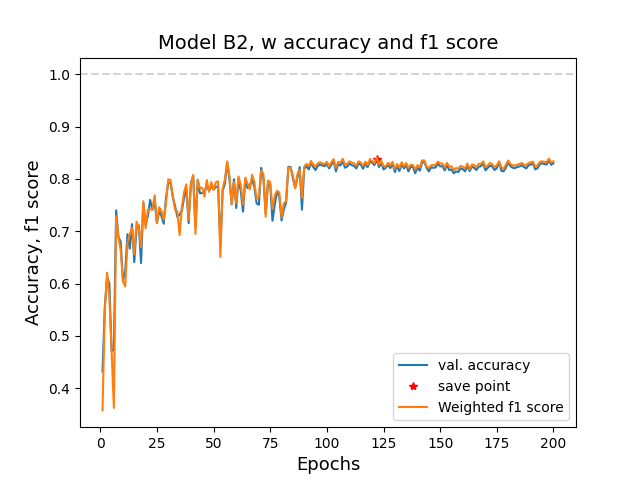 Model B2, w accuracy and f1 score
1.0
0.9
0.8
0.7
0.6
0.5
0.4
Accuracy, f1 score
val. accuracy
save point
Weighted f1 score
0 25 50 75 100 125 150 175 200
Epochs